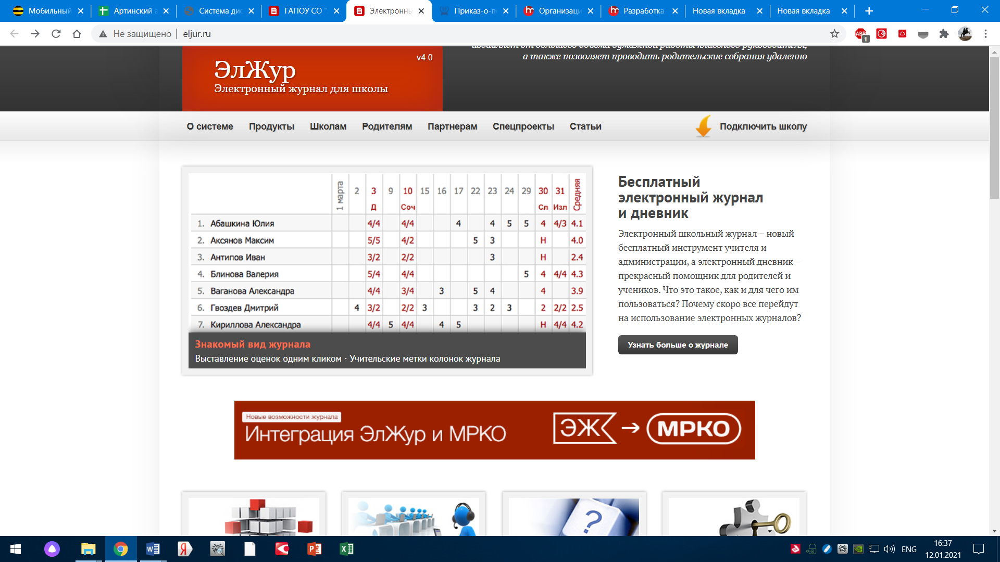 Мобильный
Артинский а
Система дис
ГАПОУ СО "
Электронны
Приказ-о-п
Организаци
Разработка
Новая вкладка
Новая вкладка
Не защищено
eljur.ru
ABP
1
а также позволяет проводить родительские собрания удаленно
v4.0
ЭлЖур
Электронный журнал для школы
О системе Продукты Школам Родителям Партнерам Спецпроекты Статьи Подключить школу
1 марта 2 3 9 10 15 16 17 22 23 24 29 30 31 Средняя
Д Соч Сл Изл
1. Абашкина Юлия 4/4 4/4 4 4 5 5 4 4/3 4.1
2. Аксянов Максим 5/5 4/2 5 3 Н 4.0
3. Антипов Иван 3/2 2/2 3 Н 2.4
4. Блинова Валерия 5/4 4/4 5 4 4/4 4.3
5. Ваганова Александра 4/4 3/4 3 5 4 4 3.9
6. Гвоздев Дмитрий 4 3/2 2/2 3 3 2 3 2 2/2 2.5
7. Кириллова Александра 4/4 5 4/4 4 5 Н 4/4 4.2
Знакомый вид журнала
Выставление оценок одним кликом · Учительские метки колонок журнала
Бесплатный
электронный журнал
и дневник
Электронный школьный журнал – новый
бесплатный инструмент учителя и
администрации, а электронный дневник –
прекрасный помощник для родителей и
учеников. Что это такое, как и для чего им
пользоваться? Почему скоро все перейдут
на использование электронных журналов?
Узнать больше о журнале
Новые возможности журнала
Интеграция ЭлЖур и МРКО
ЭЖ → МРКО
?
ENG
16:37
12.01.2021